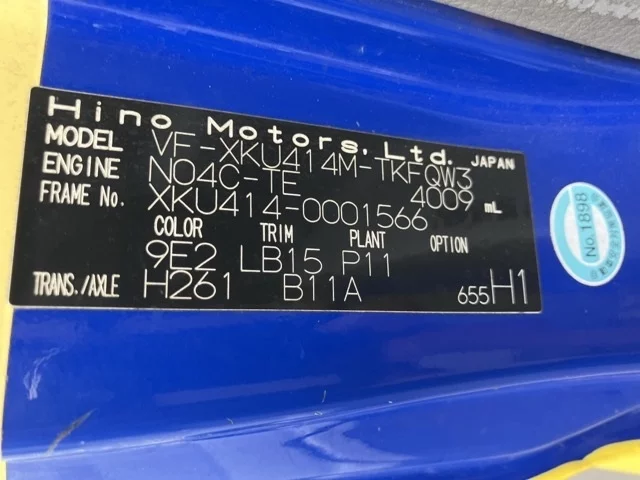 Hino Motors,Ltd. JAPAN
MODEL VF-XKU414M-TKFQW3
ENGINE N04C-TE 4009 mL
FRAME No. XKU414-0001566
COLOR TRIM PLANT OPTION
9E2 LB15 P11
TRANS./AXLE H261 B11A 655H1
No.1898